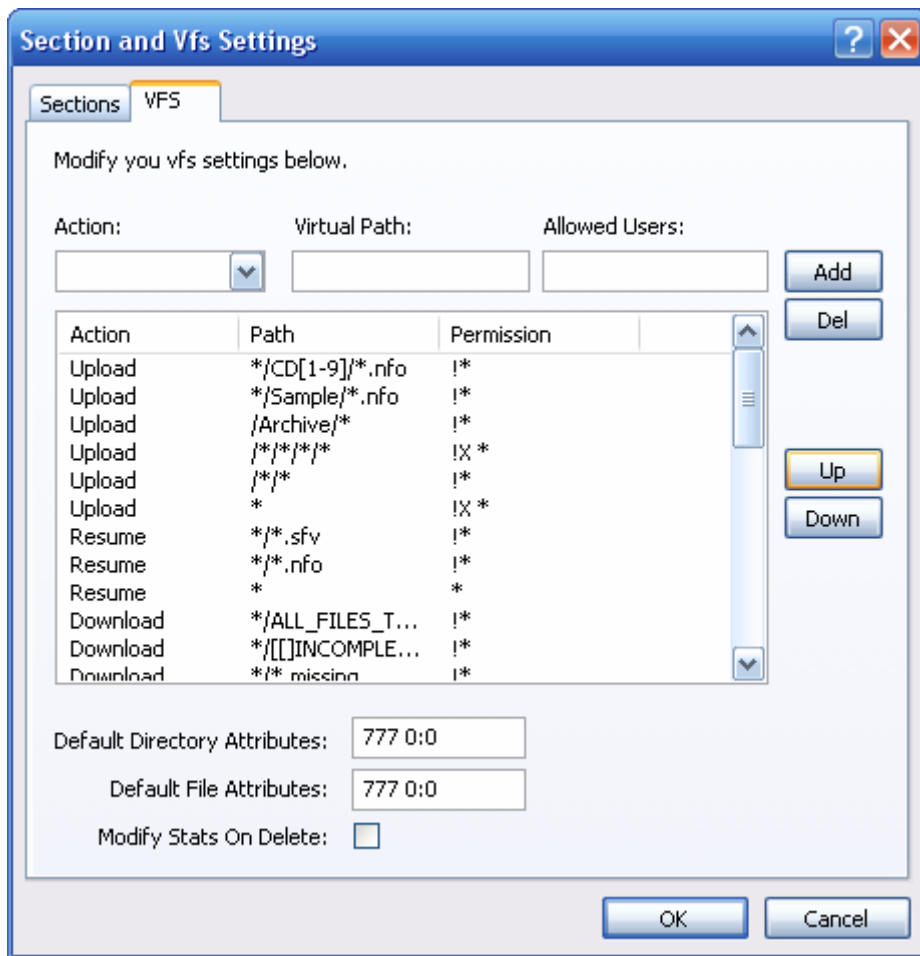 Section and Vfs Settings
Sections VFS
Modify you vfs settings below.
Action: Virtual Path: Allowed Users:
Add
Del
Action Path Permission
Upload */CD[1-9]/*.nfo !*
Upload */Sample/*.nfo !*
Upload /Archive/* !*
Upload /*/*/*/* !X *
Upload /*/* !*
Upload * !X *
Resume */*.sfv !*
Resume */*.nfo !*
Resume * *
Download */ALL_FILES_T... !*
Download */[[]INCOMPLE... !*
Download */*.missing !*
Up
Down
Default Directory Attributes: 777 0:0
Default File Attributes: 777 0:0
Modify Stats On Delete:
OK Cancel